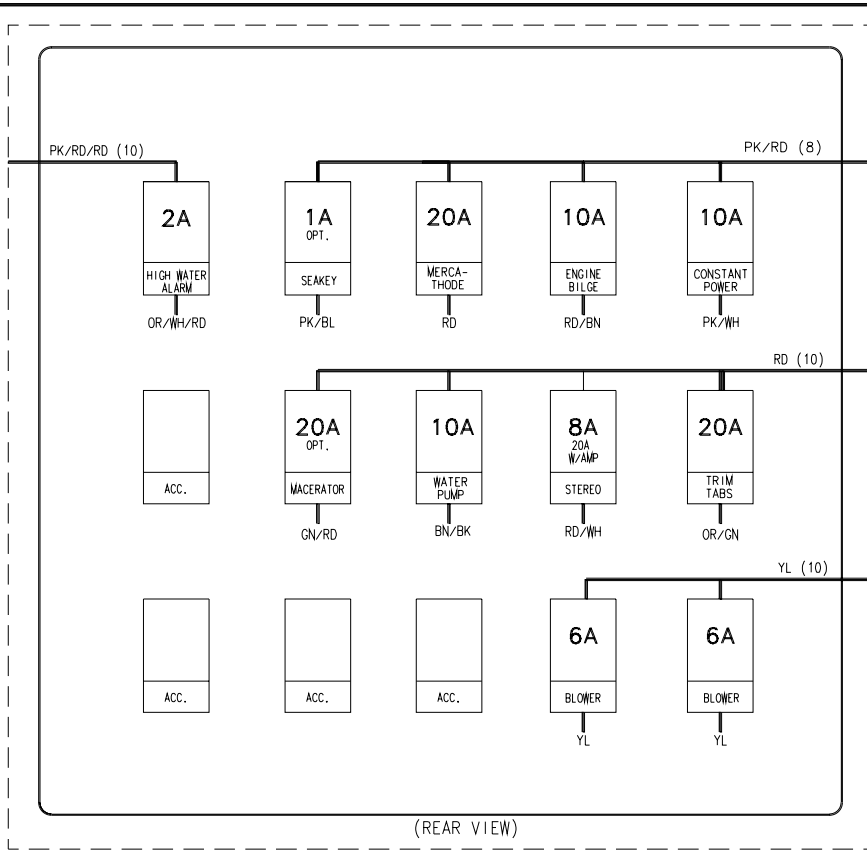 PK/RD/RD (10)
PK/RD (8)
2A
HIGH WATER
ALARM
OR/WH/RD
1A
OPT.
SEAKEY
PK/BL
20A
MERCA-
THODE
RD
10A
ENGINE
BILGE
RD/BN
10A
CONSTANT
POWER
PK/WH
RD (10)
ACC.
20A
OPT.
MACERATOR
GN/RD
10A
WATER
PUMP
BN/BK
8A
20A
W/AMP
STEREO
RD/WH
20A
TRIM
TABS
OR/GN
YL (10)
ACC.
ACC.
ACC.
6A
BLOWER
YL
6A
BLOWER
YL
(REAR VIEW)